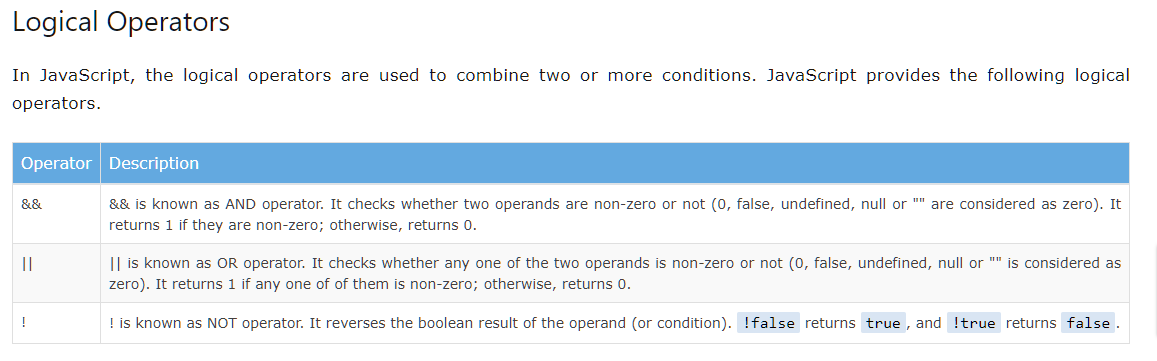 Logical Operators
In JavaScript, the logical operators are used to combine two or more conditions. JavaScript provides the following logical
operators.
Operator Description
&& && is known as AND operator. It checks whether two operands are non-zero or not (0, false, undefined, null or "" are considered as zero). It
returns 1 if they are non-zero; otherwise, returns 0.
|| || is known as OR operator. It checks whether any one of the two operands is non-zero or not (0, false, undefined, null or "" is considered as
zero). It returns 1 if any one of of them is non-zero; otherwise, returns 0.
! ! is known as NOT operator. It reverses the boolean result of the operand (or condition). !false returns true , and !true returns false .